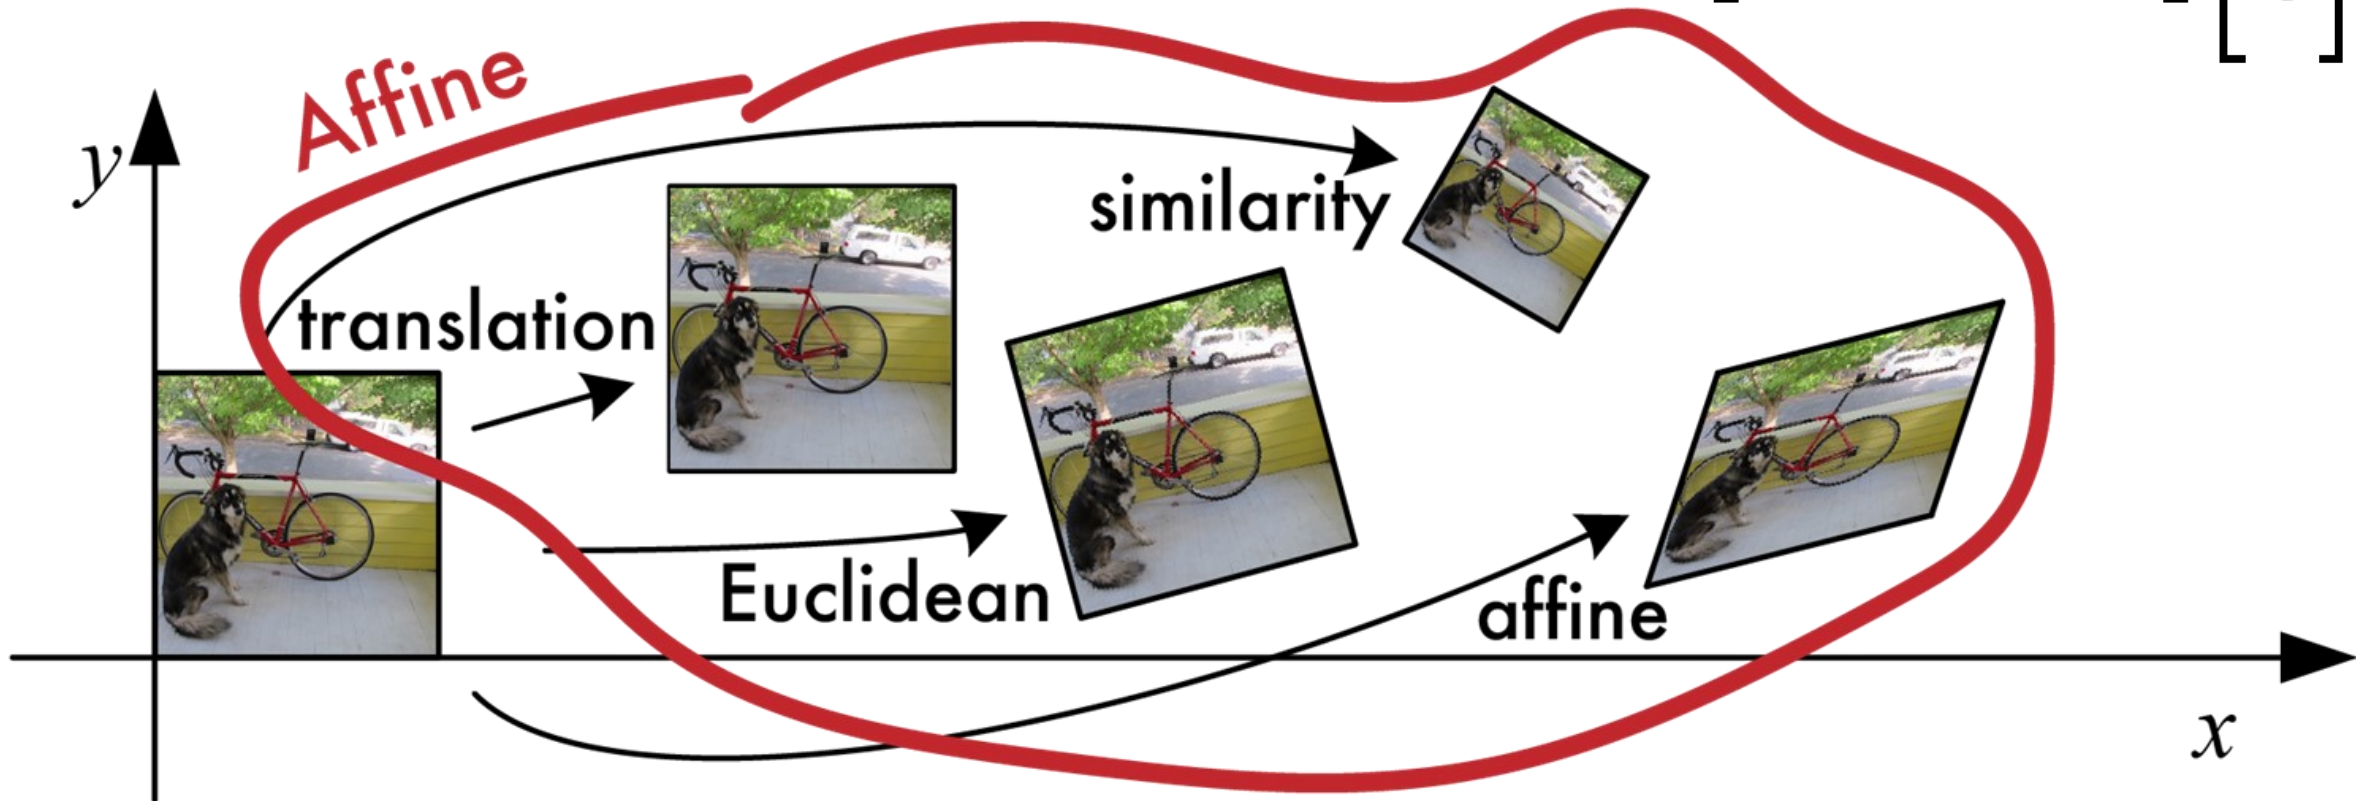 Affine
y
similarity
translation
Euclidean
affine
x